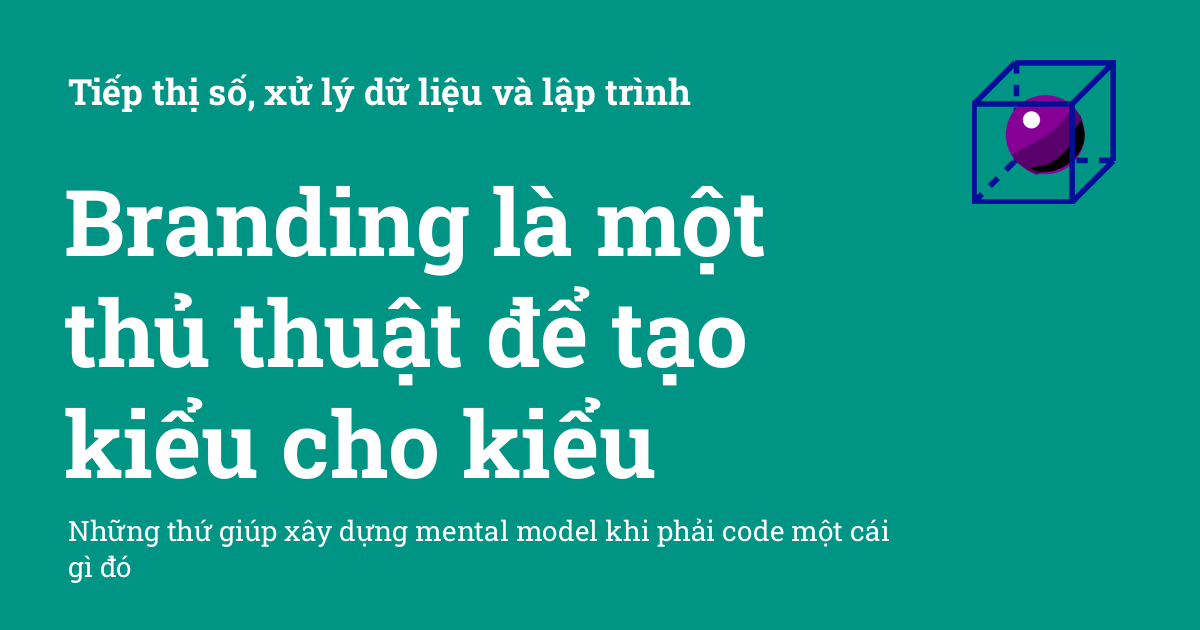 Tiếp thị số, xử lý dữ liệu và lập trình
Branding là một
thủ thuật để tạo
kiểu cho kiểu
Những thứ giúp xây dựng mental model khi phải code một cái
gì đó